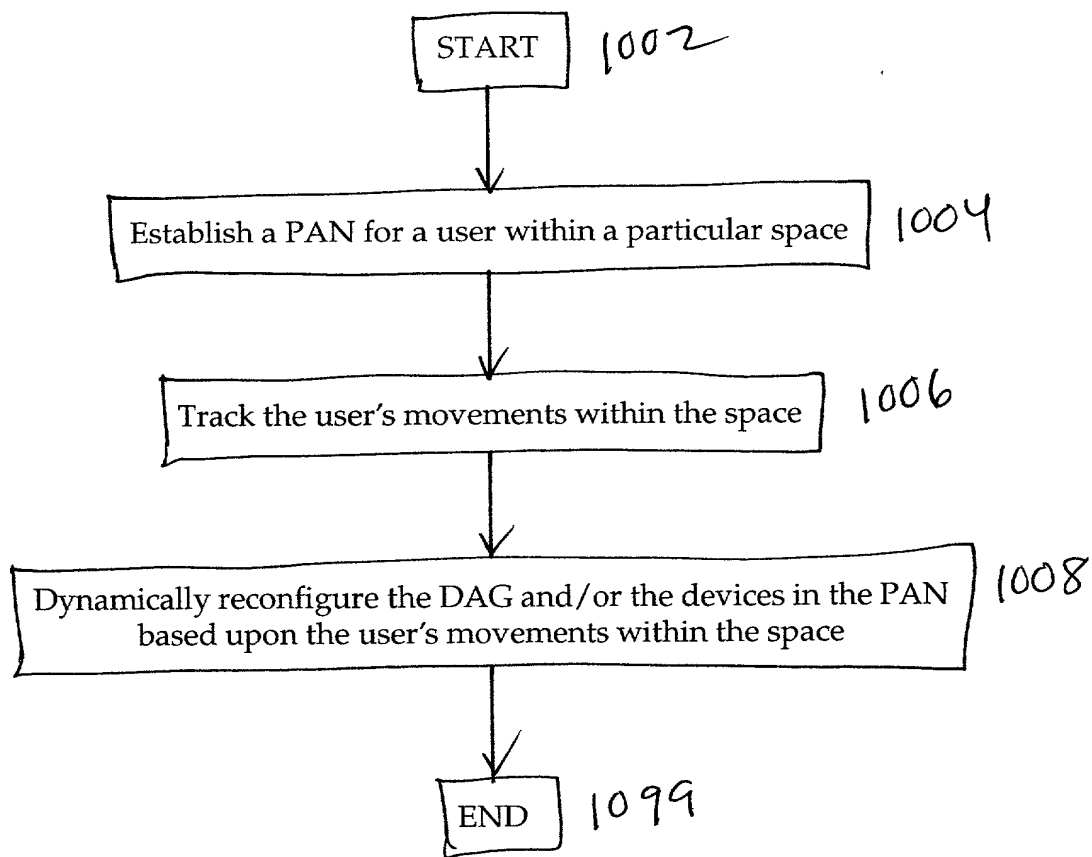 START
1002
Establish a PAN for a user within a particular space
1004
Track the user's movements within the space
1006
Dynamically reconfigure the DAG and/or the devices in the PAN
1008
based upon the user's movements within the space
END
1099